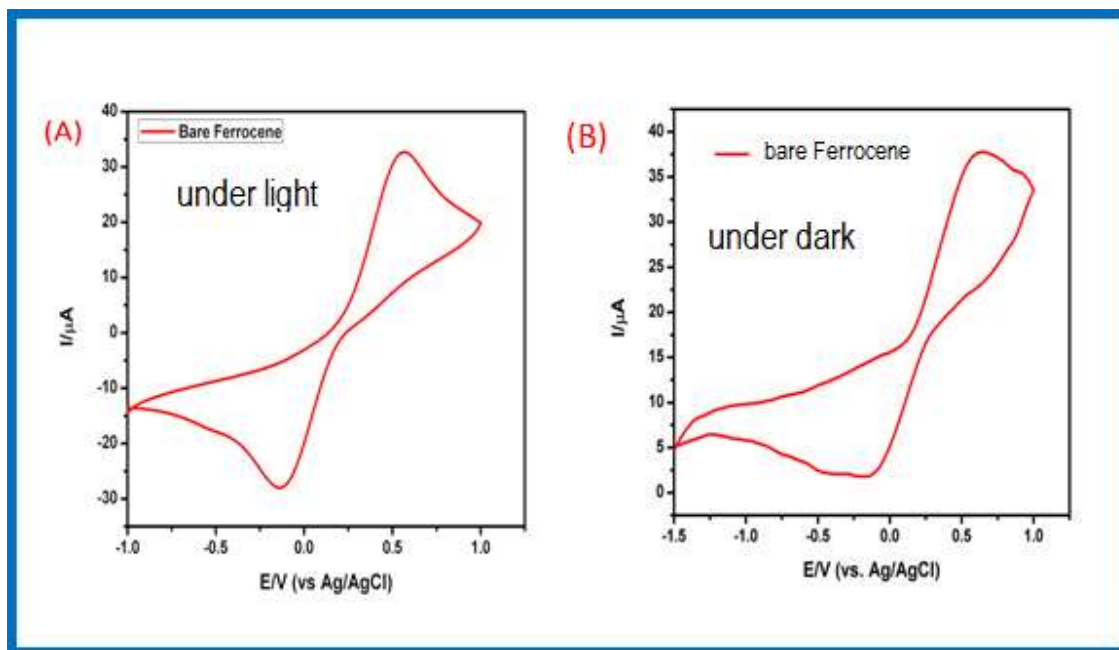 (A)
Bare Ferrocene
under light
I/µA
40
30
20
10
0
-10
-20
-30
-1.0
-0.5
0.0
0.5
1.0
E/V (vs Ag/AgCl)
(B)
bare Ferrocene
under dark
I/µA
40
35
30
25
20
15
10
5
0
-1.5
-1.0
-0.5
0.0
0.5
1.0
E/V (vs. Ag/AgCl)